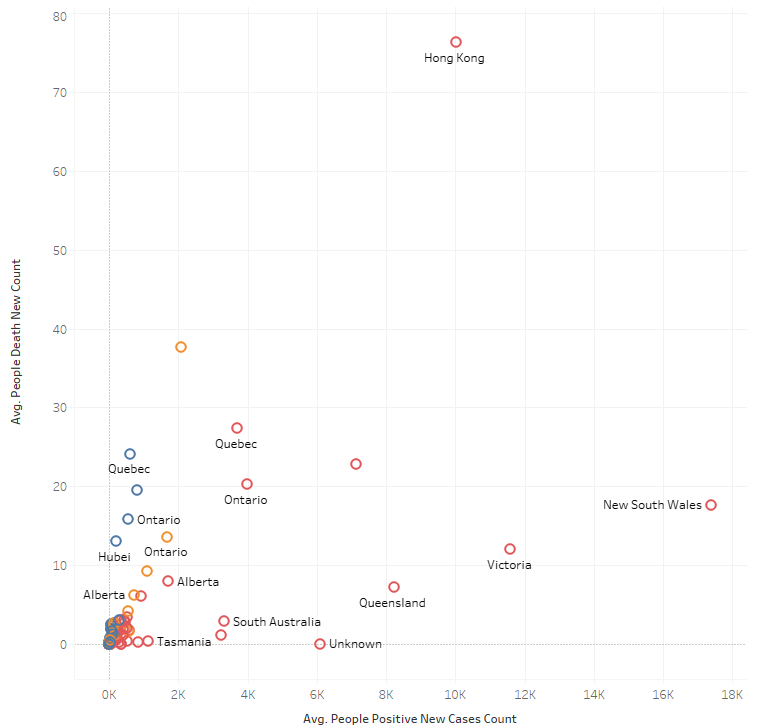 80
Hong Kong
70
60
50
40
30
Quebec
Quebec
20
Ontario
New South Wales
Ontario
Hubei
Ontario
Victoria
10
Alberta
Alberta
Queensland
South Australia
Tasmania
Unknown
0
0K 2K 4K 6K 8K 10K 12K 14K 16K 18K
Avg. People Positive New Cases Count
Avg. People Death New Count